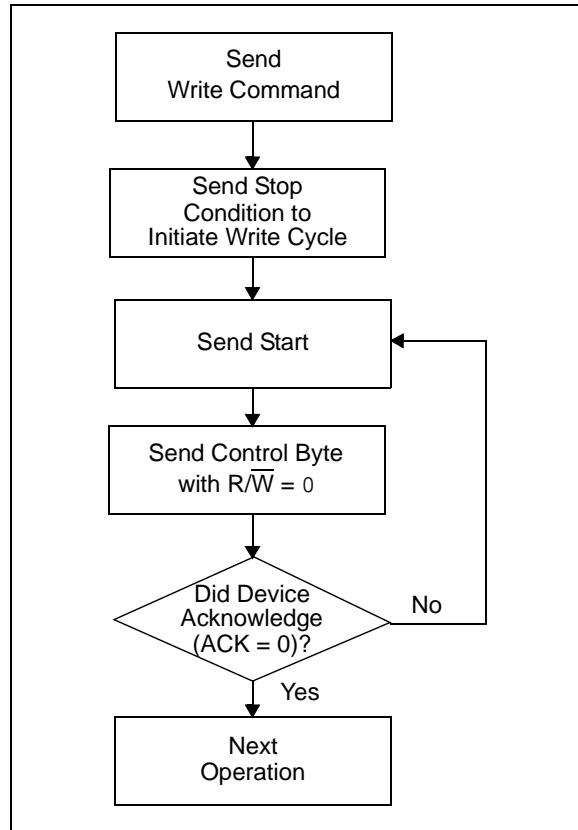 Send
Write Command
Send Stop
Condition to
Initiate Write Cycle
Send Start
Send Control Byte
with R/W̅ = 0
Did Device
Acknowledge
(ACK = 0)?
No
Yes
Next
Operation